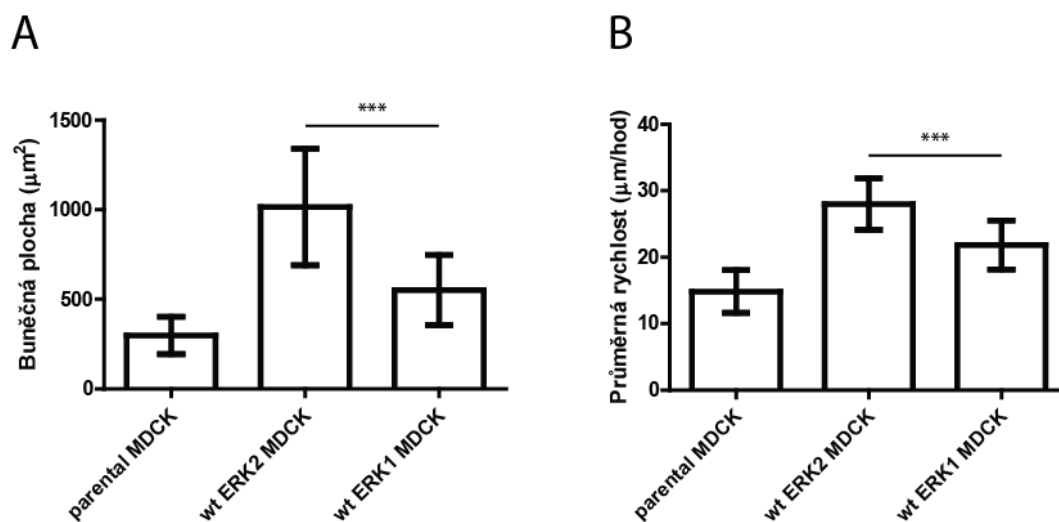 A
Buněčná plocha (μm²)
1500
1000
500
0
***
parental MDCK
wt ERK2 MDCK
wt ERK1 MDCK
B
Průměrná rychlost (μm/hod)
40
30
20
10
0
***
parental MDCK
wt ERK2 MDCK
wt ERK1 MDCK